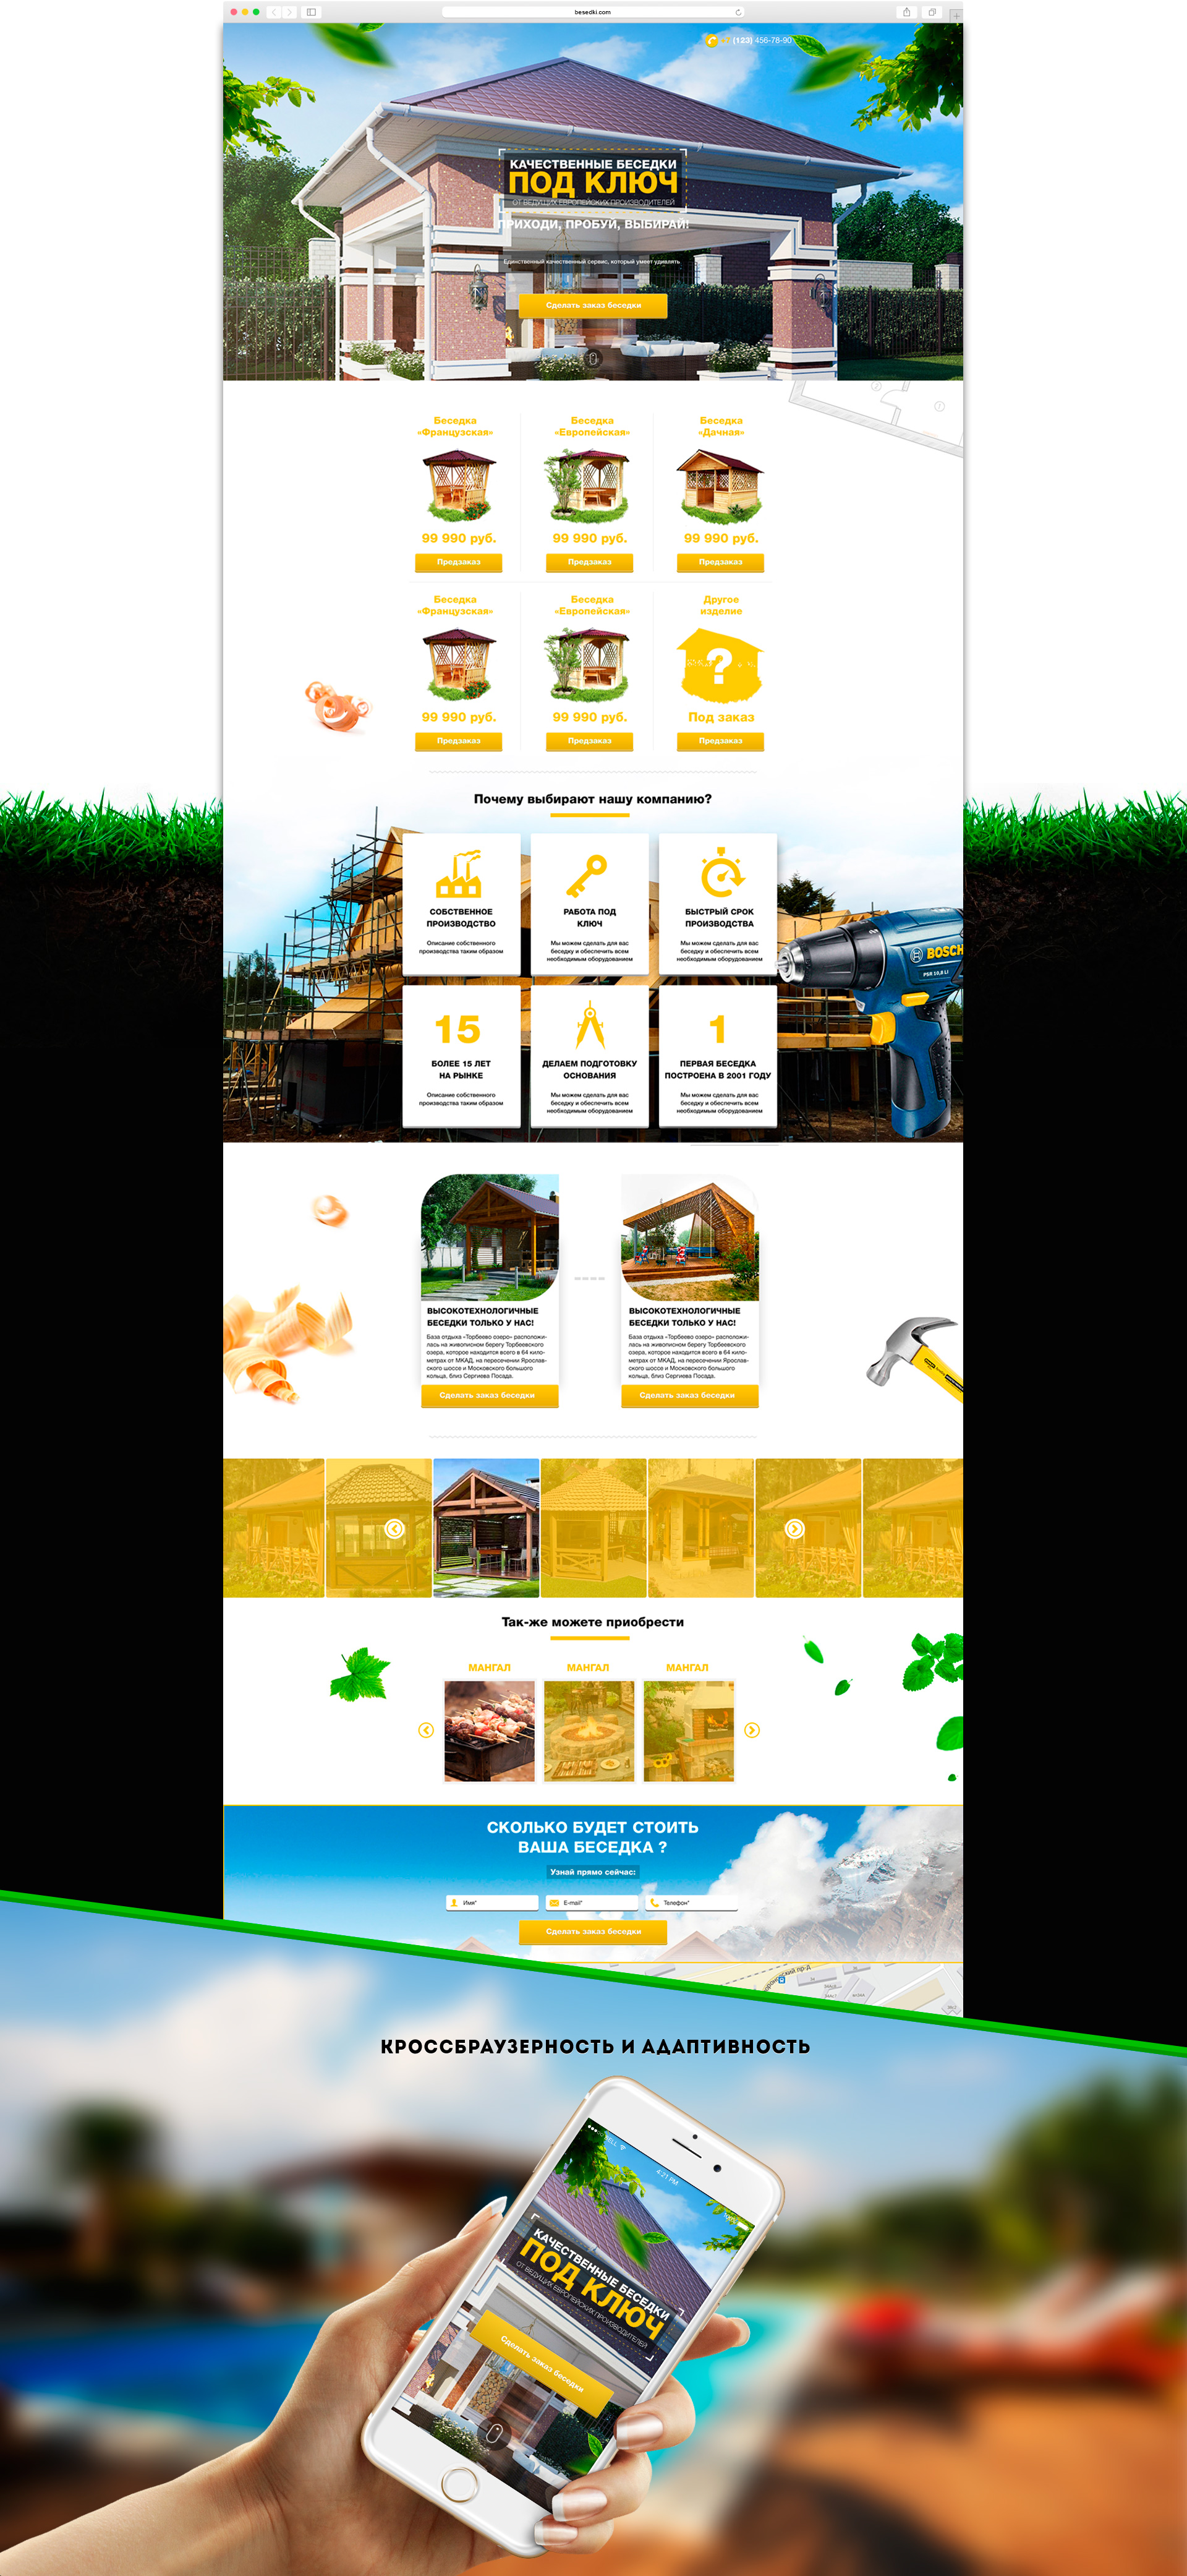 besedki.com
+7 (123) 456-78-90
КАЧЕСТВЕННЫЕ БЕСЕДКИ
ПОД КЛЮЧ
ОТ ВЕДУЩИХ ЕВРОПЕЙСКИХ ПРОИЗВОДИТЕЛЕЙ
ПРИХОДИ, ПРОБУЙ, ВЫБИРАЙ!
Единственный качественный сервис, который умеет удивлять
Сделать заказ беседки
Беседка
«Французская»
Беседка
«Европейская»
Беседка
«Дачная»
99 990 руб.
99 990 руб.
99 990 руб.
Предзаказ
Предзаказ
Предзаказ
Беседка
«Французская»
Беседка
«Европейская»
Другое
изделие
?
99 990 руб.
99 990 руб.
Под заказ
Предзаказ
Предзаказ
Предзаказ
Почему выбирают нашу компанию?
СОБСТВЕННОЕ
ПРОИЗВОДСТВО
Описание собственного
производства таким образом
РАБОТА ПОД
КЛЮЧ
Мы можем сделать для вас
беседку и обеспечить всем
необходимым оборудованием
БЫСТРЫЙ СРОК
ПРОИЗВОДСТВА
Мы можем сделать для вас
беседку и обеспечить всем
необходимым оборудованием
BOSCH
PSR 10,8 LI
15
БОЛЕЕ 15 ЛЕТ
НА РЫНКЕ
Описание собственного
производства таким образом
ДЕЛАЕМ ПОДГОТОВКУ
ОСНОВАНИЯ
Мы можем сделать для вас
беседку и обеспечить всем
необходимым оборудованием
1
ПЕРВАЯ БЕСЕДКА
ПОСТРОЕНА В 2001 ГОДУ
Мы можем сделать для вас
беседку и обеспечить всем
необходимым оборудованием
ВЫСОКОТЕХНОЛОГИЧНЫЕ
БЕСЕДКИ ТОЛЬКО У НАС!
База отдыха «Торбеево озеро» расположи-
лась на живописном берегу Торбеевского
озера, которое находится всего в 64 кило-
метрах от МКАД, на пересечении Ярослав-
ского шоссе и Московского большого
кольца, близ Сергиева Посада.
Сделать заказ беседки
ВЫСОКОТЕХНОЛОГИЧНЫЕ
БЕСЕДКИ ТОЛЬКО У НАС!
База отдыха «Торбеево озеро» расположи-
лась на живописном берегу Торбеевского
озера, которое находится всего в 64 кило-
метрах от МКАД, на пересечении Ярослав-
ского шоссе и Московского большого
кольца, близ Сергиева Посада.
Сделать заказ беседки
Так-же можете приобрести
МАНГАЛ
МАНГАЛ
МАНГАЛ
СКОЛЬКО БУДЕТ СТОИТЬ
ВАША БЕСЕДКА ?
Узнай прямо сейчас:
Имя*
E-mail*
Телефон*
Сделать заказ беседки
КРОССБРАУЗЕРНОСТЬ И АДАПТИВНОСТЬ
4:21 PM
КАЧЕСТВЕННЫЕ БЕСЕДКИ
ПОД КЛЮЧ
ОТ ВЕДУЩИХ ЕВРОПЕЙСКИХ ПРОИЗВОДИТЕЛЕЙ
Сделать заказ беседки